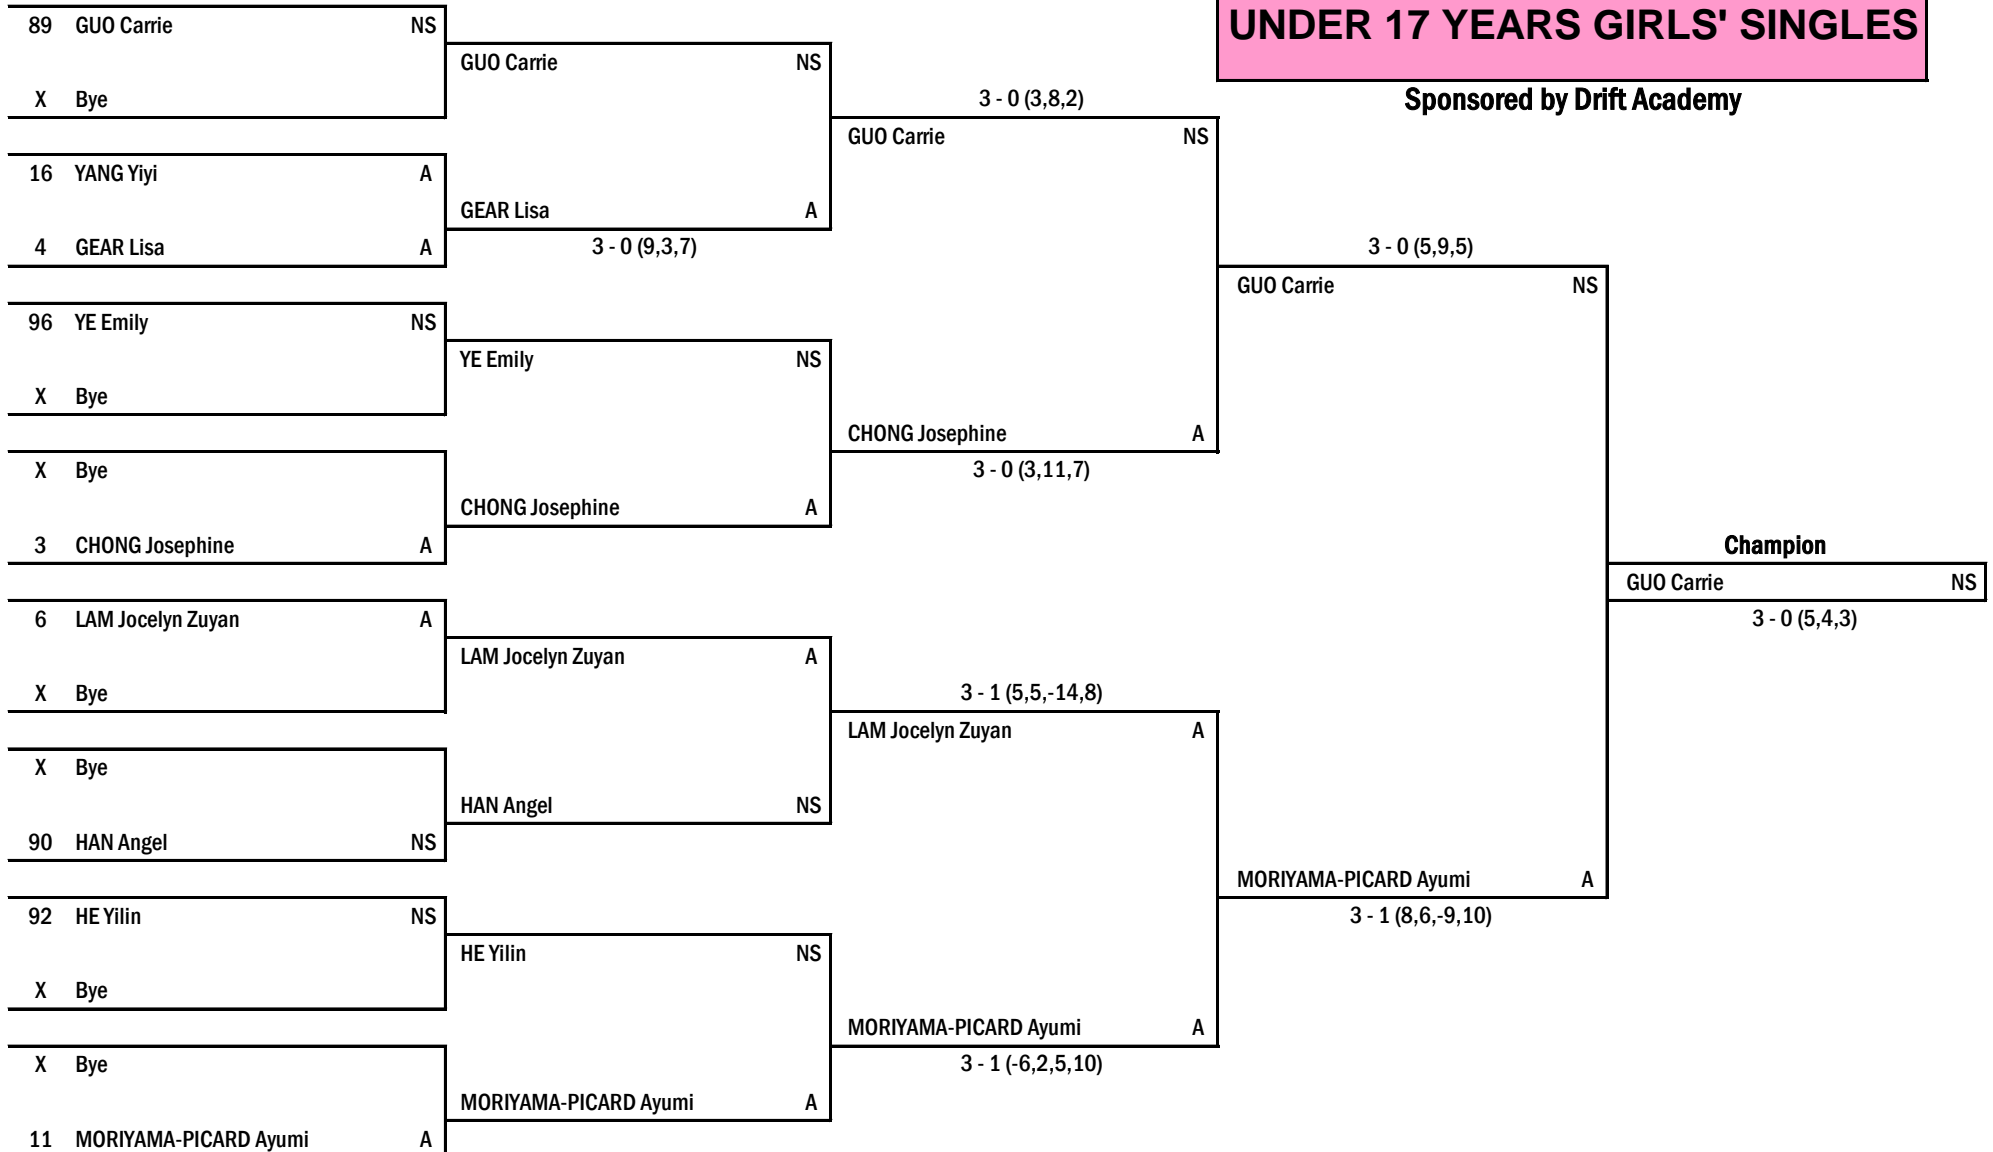 UNDER 17 YEARS GIRLS' SINGLES
Sponsored by Drift Academy
89 GUO Carrie NS
X Bye
16 YANG Yiyi A
4 GEAR Lisa A
96 YE Emily NS
X Bye
X Bye
3 CHONG Josephine A
6 LAM Jocelyn Zuyan A
X Bye
X Bye
90 HAN Angel NS
92 HE Yilin NS
X Bye
X Bye
11 MORIYAMA-PICARD Ayumi A
GUO Carrie NS
GEAR Lisa A
3 - 0 (9,3,7)
YE Emily NS
CHONG Josephine A
LAM Jocelyn Zuyan A
HAN Angel NS
HE Yilin NS
MORIYAMA-PICARD Ayumi A
3 - 0 (3,8,2)
GUO Carrie NS
CHONG Josephine A
3 - 0 (3,11,7)
3 - 1 (5,5,-14,8)
LAM Jocelyn Zuyan A
MORIYAMA-PICARD Ayumi A
3 - 1 (-6,2,5,10)
3 - 0 (5,9,5)
GUO Carrie NS
MORIYAMA-PICARD Ayumi A
3 - 1 (8,6,-9,10)
Champion
GUO Carrie NS
3 - 0 (5,4,3)